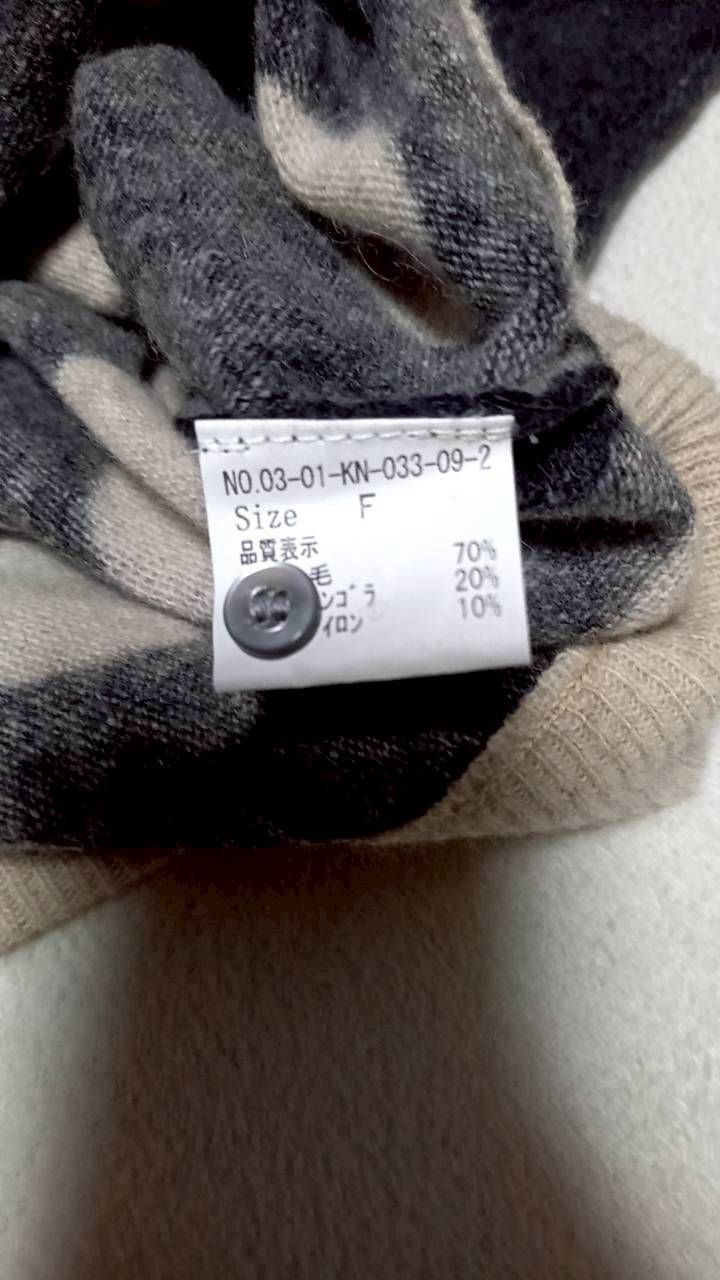 NO.03-01-KN-033-09-2
Size F
品質表示
毛 70%
ンゴラ 20%
イロン 10%